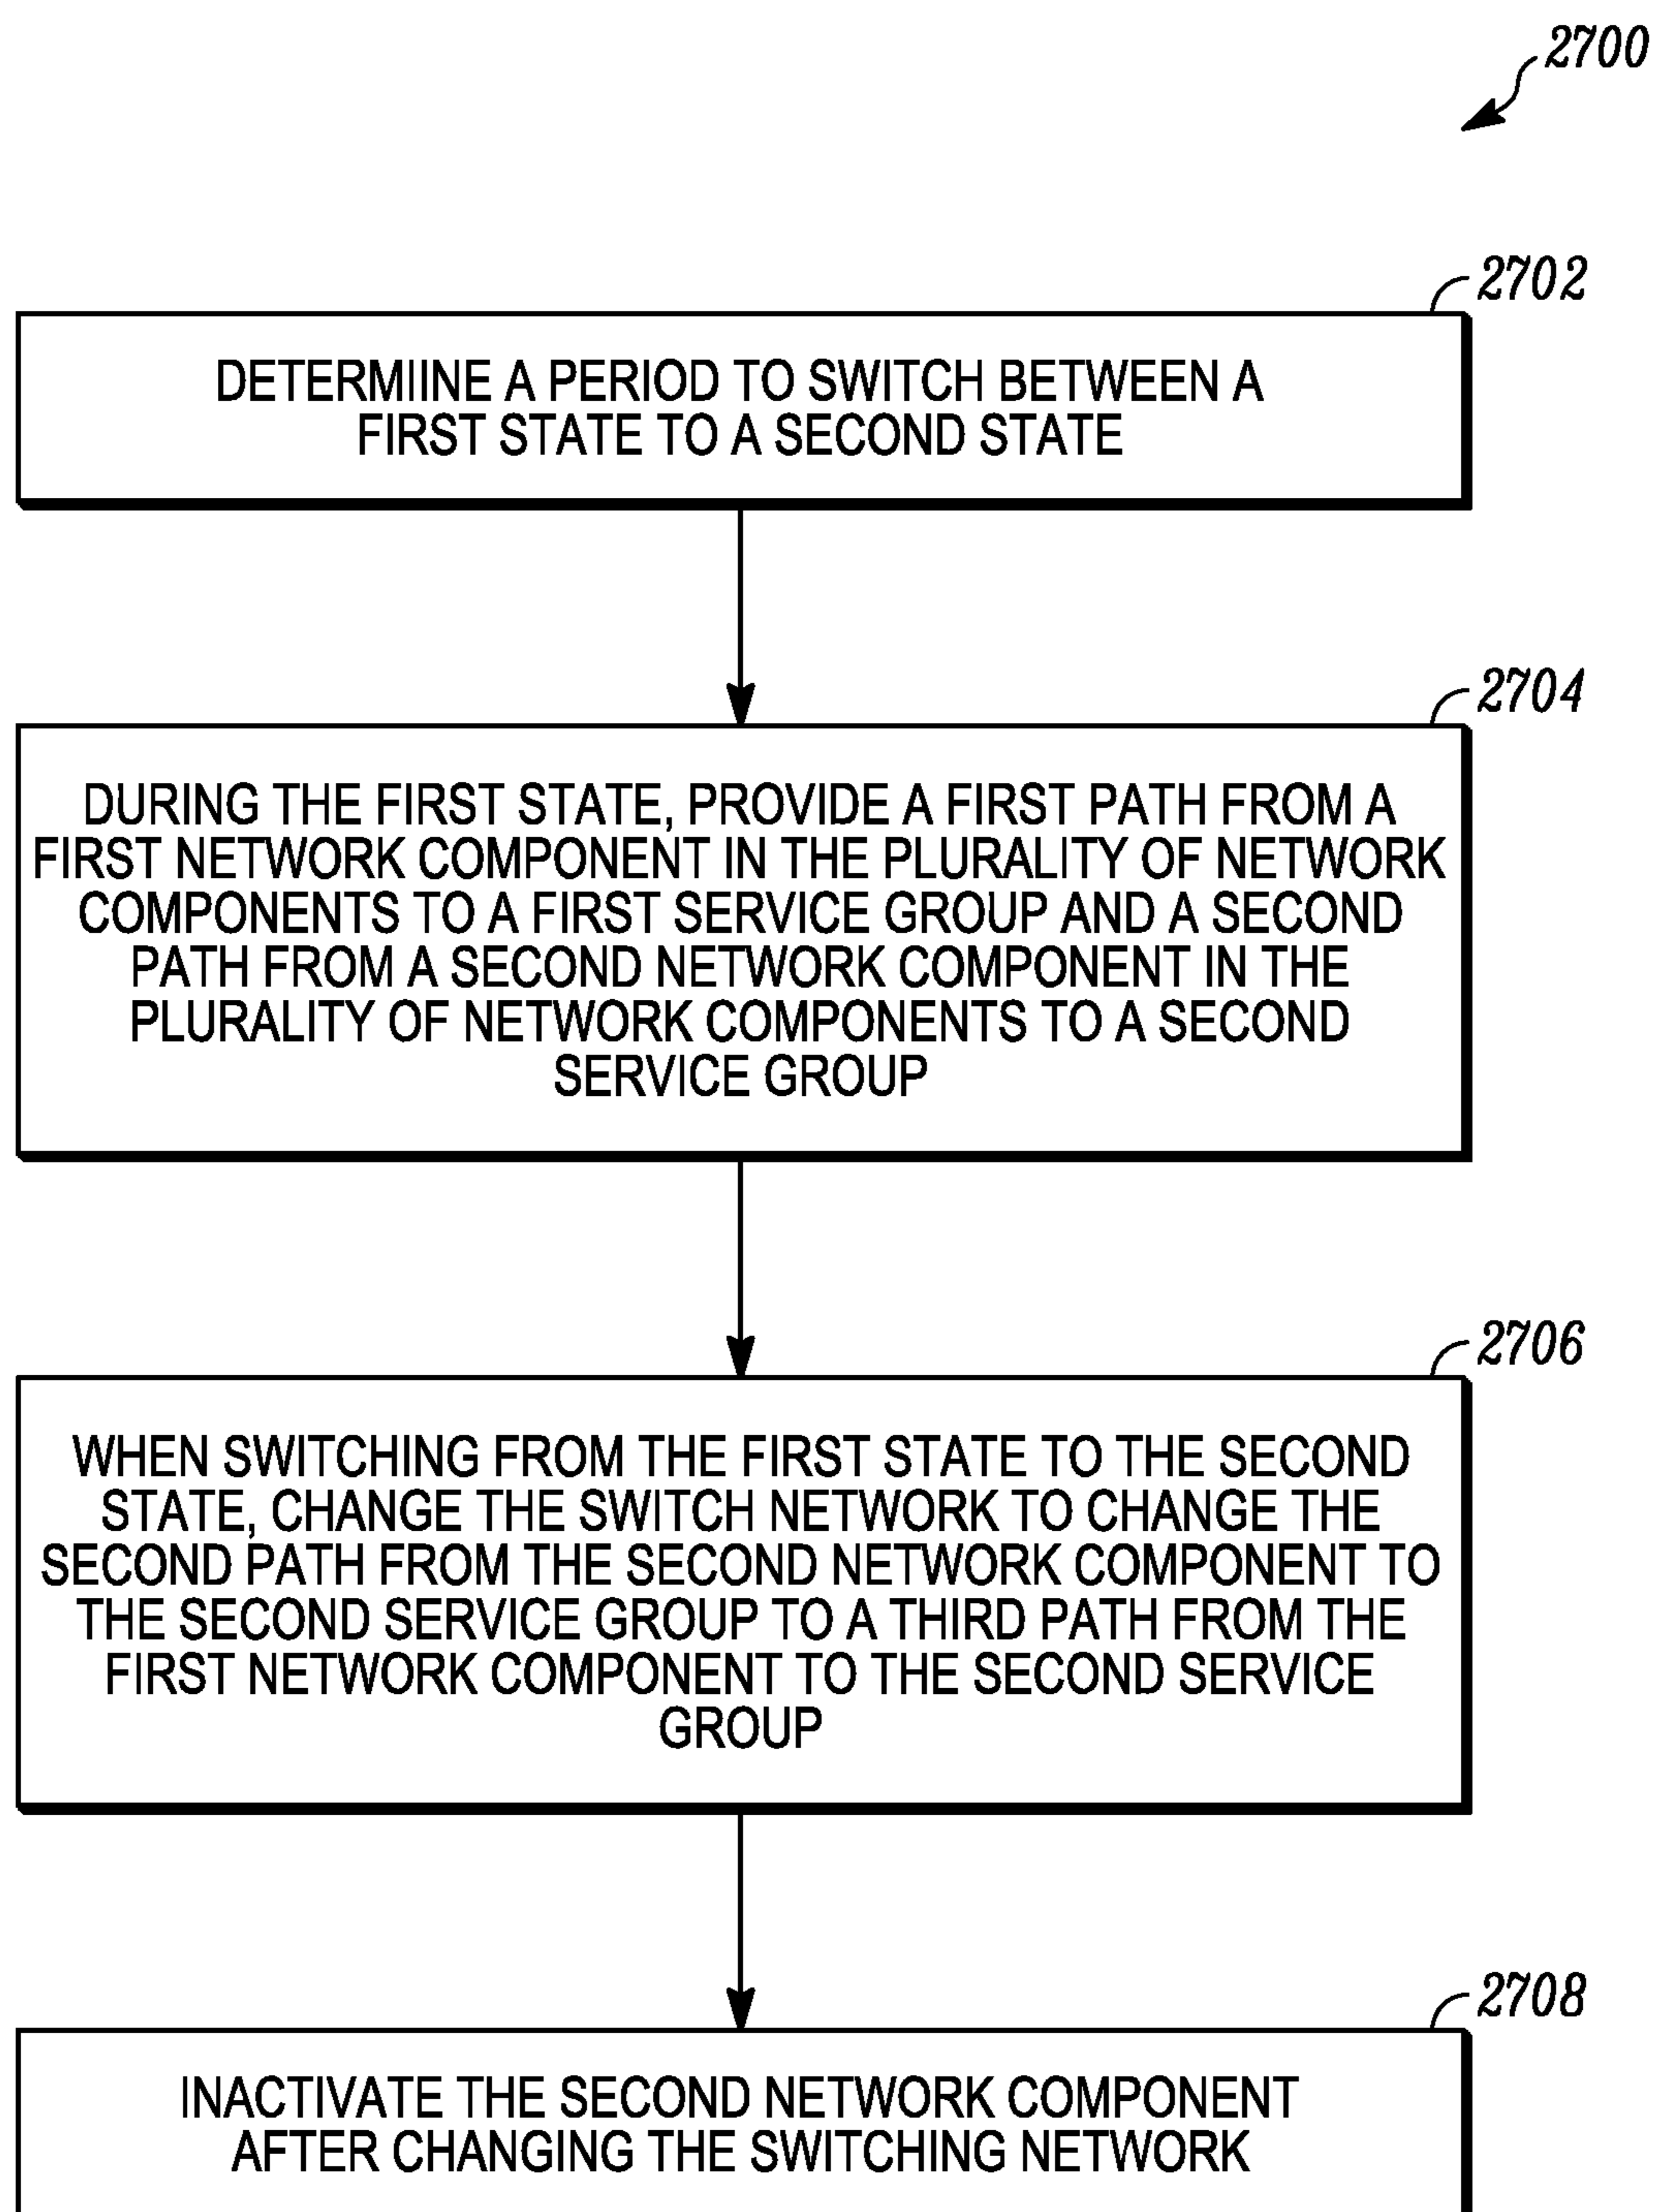 2700
2702
DETERMIINE A PERIOD TO SWITCH BETWEEN A
FIRST STATE TO A SECOND STATE
2704
DURING THE FIRST STATE, PROVIDE A FIRST PATH FROM A
FIRST NETWORK COMPONENT IN THE PLURALITY OF NETWORK
COMPONENTS TO A FIRST SERVICE GROUP AND A SECOND
PATH FROM A SECOND NETWORK COMPONENT IN THE
PLURALITY OF NETWORK COMPONENTS TO A SECOND
SERVICE GROUP
2706
WHEN SWITCHING FROM THE FIRST STATE TO THE SECOND
STATE, CHANGE THE SWITCH NETWORK TO CHANGE THE
SECOND PATH FROM THE SECOND NETWORK COMPONENT TO
THE SECOND SERVICE GROUP TO A THIRD PATH FROM THE
FIRST NETWORK COMPONENT TO THE SECOND SERVICE
GROUP
2708
INACTIVATE THE SECOND NETWORK COMPONENT
AFTER CHANGING THE SWITCHING NETWORK